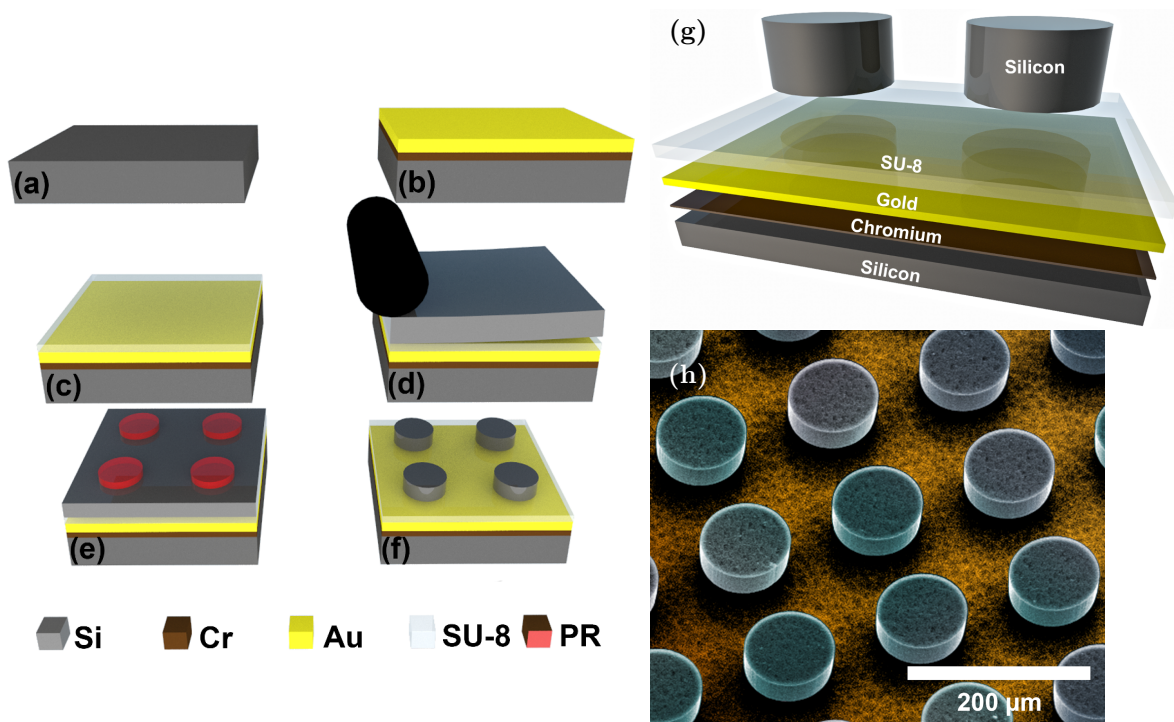 (a)
(b)
(c)
(d)
(e)
(f)
Si
Cr
Au
SU-8
PR
(g)
Silicon
SU-8
Gold
Chromium
Silicon
(h)
200 µm